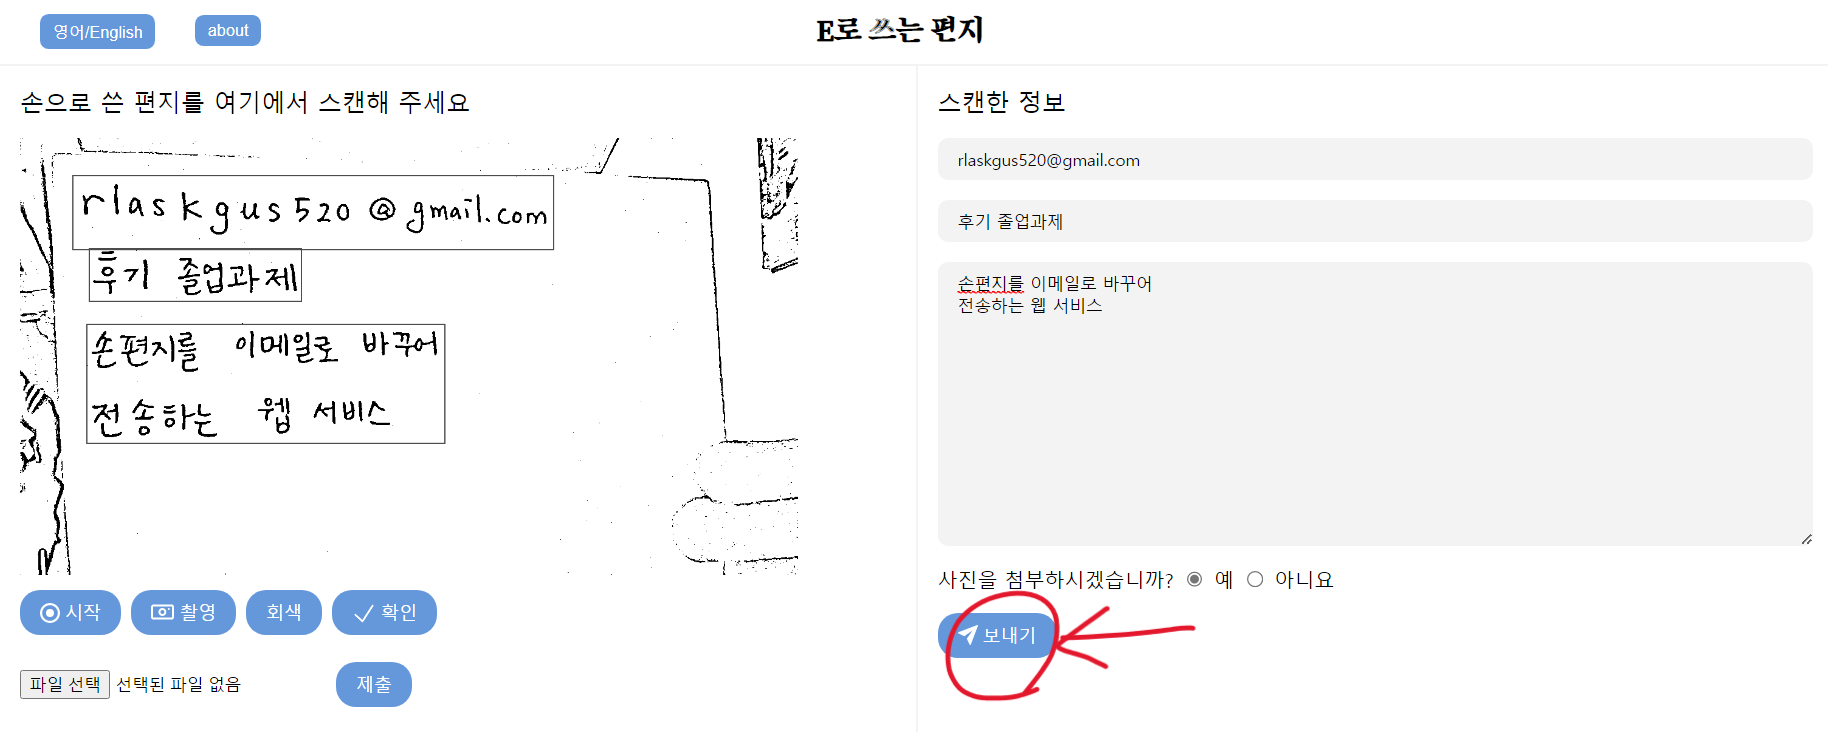 영어/English
about
E로 쓰는 편지
손으로 쓴 편지를 여기에서 스캔해 주세요
rlaskgus520@gmail.com
후기 졸업과제
손편지를 이메일로 바꾸어
전송하는 웹 서비스
시작
촬영
회색
확인
파일 선택 선택된 파일 없음
제출
스캔한 정보
rlaskgus520@gmail.com
후기 졸업과제
손편지를 이메일로 바꾸어
전송하는 웹 서비스
사진을 첨부하시겠습니까? 예 아니요
보내기